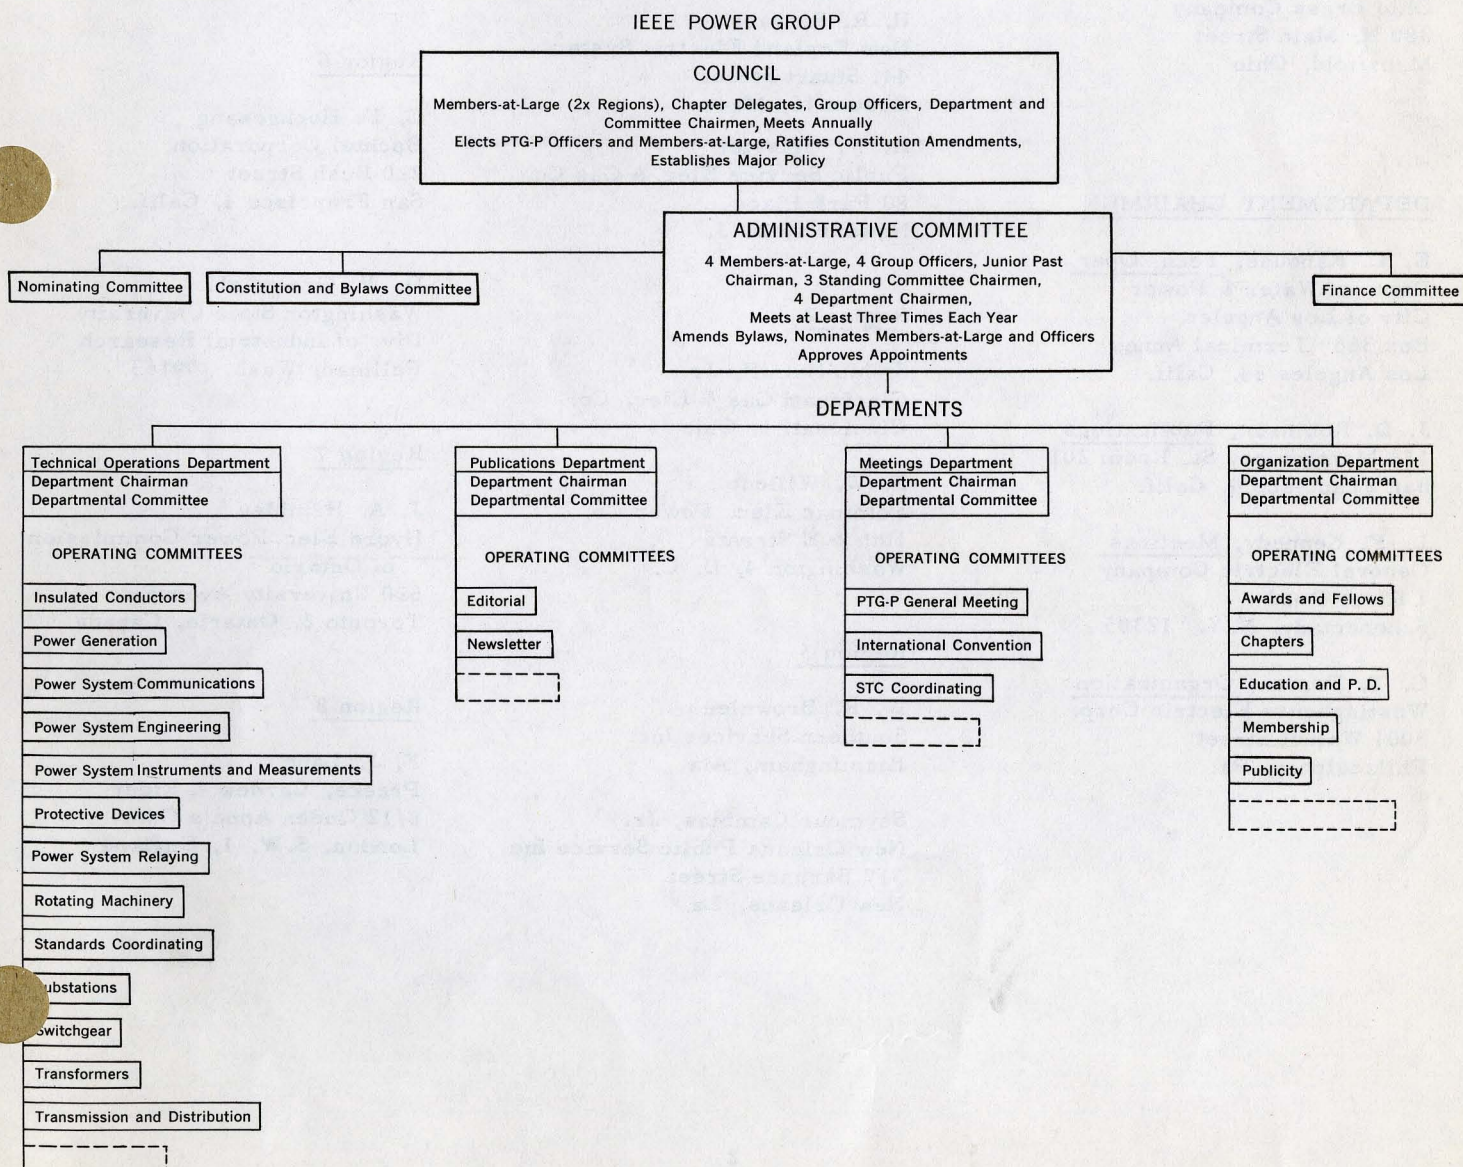 IEEE POWER GROUP
COUNCIL
Members-at-Large (2x Regions), Chapter Delegates, Group Officers, Department and
Committee Chairmen, Meets Annually
Elects PTG-P Officers and Members-at-Large, Ratifies Constitution Amendments,
Establishes Major Policy
ADMINISTRATIVE COMMITTEE
4 Members-at-Large, 4 Group Officers, Junior Past
Chairman, 3 Standing Committee Chairmen,
4 Department Chairmen,
Meets at Least Three Times Each Year
Amends Bylaws, Nominates Members-at-Large and Officers
Approves Appointments
Nominating Committee
Constitution and Bylaws Committee
Finance Committee
DEPARTMENTS
Technical Operations Department
Department Chairman
Departmental Committee
OPERATING COMMITTEES
Insulated Conductors
Power Generation
Power System Communications
Power System Engineering
Power System Instruments and Measurements
Protective Devices
Power System Relaying
Rotating Machinery
Standards Coordinating
ubstations
Switchgear
Transformers
Transmission and Distribution
Publications Department
Department Chairman
Departmental Committee
OPERATING COMMITTEES
Editorial
Newsletter
Meetings Department
Department Chairman
Departmental Committee
OPERATING COMMITTEES
PTG-P General Meeting
International Convention
STC Coordinating
Organization Department
Department Chairman
Departmental Committee
OPERATING COMMITTEES
Awards and Fellows
Chapters
Education and P. D.
Membership
Publicity